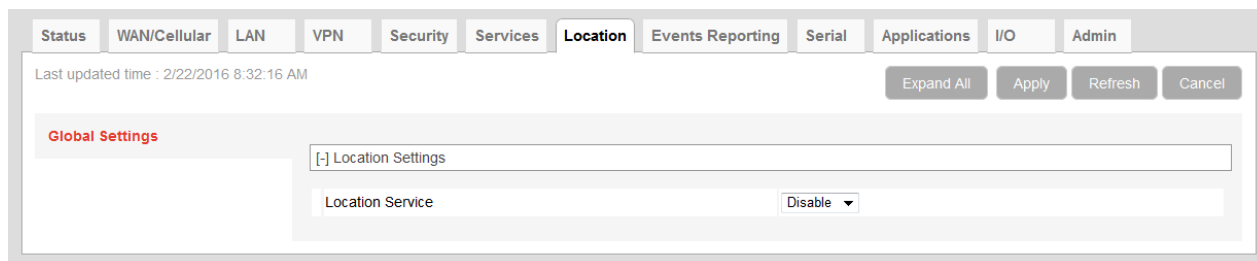 Status WAN/Cellular LAN VPN Security Services Location Events Reporting Serial Applications I/O Admin
Last updated time : 2/22/2016 8:32:16 AM
Expand All Apply Refresh Cancel
Global Settings
[-] Location Settings
Location Service Disable